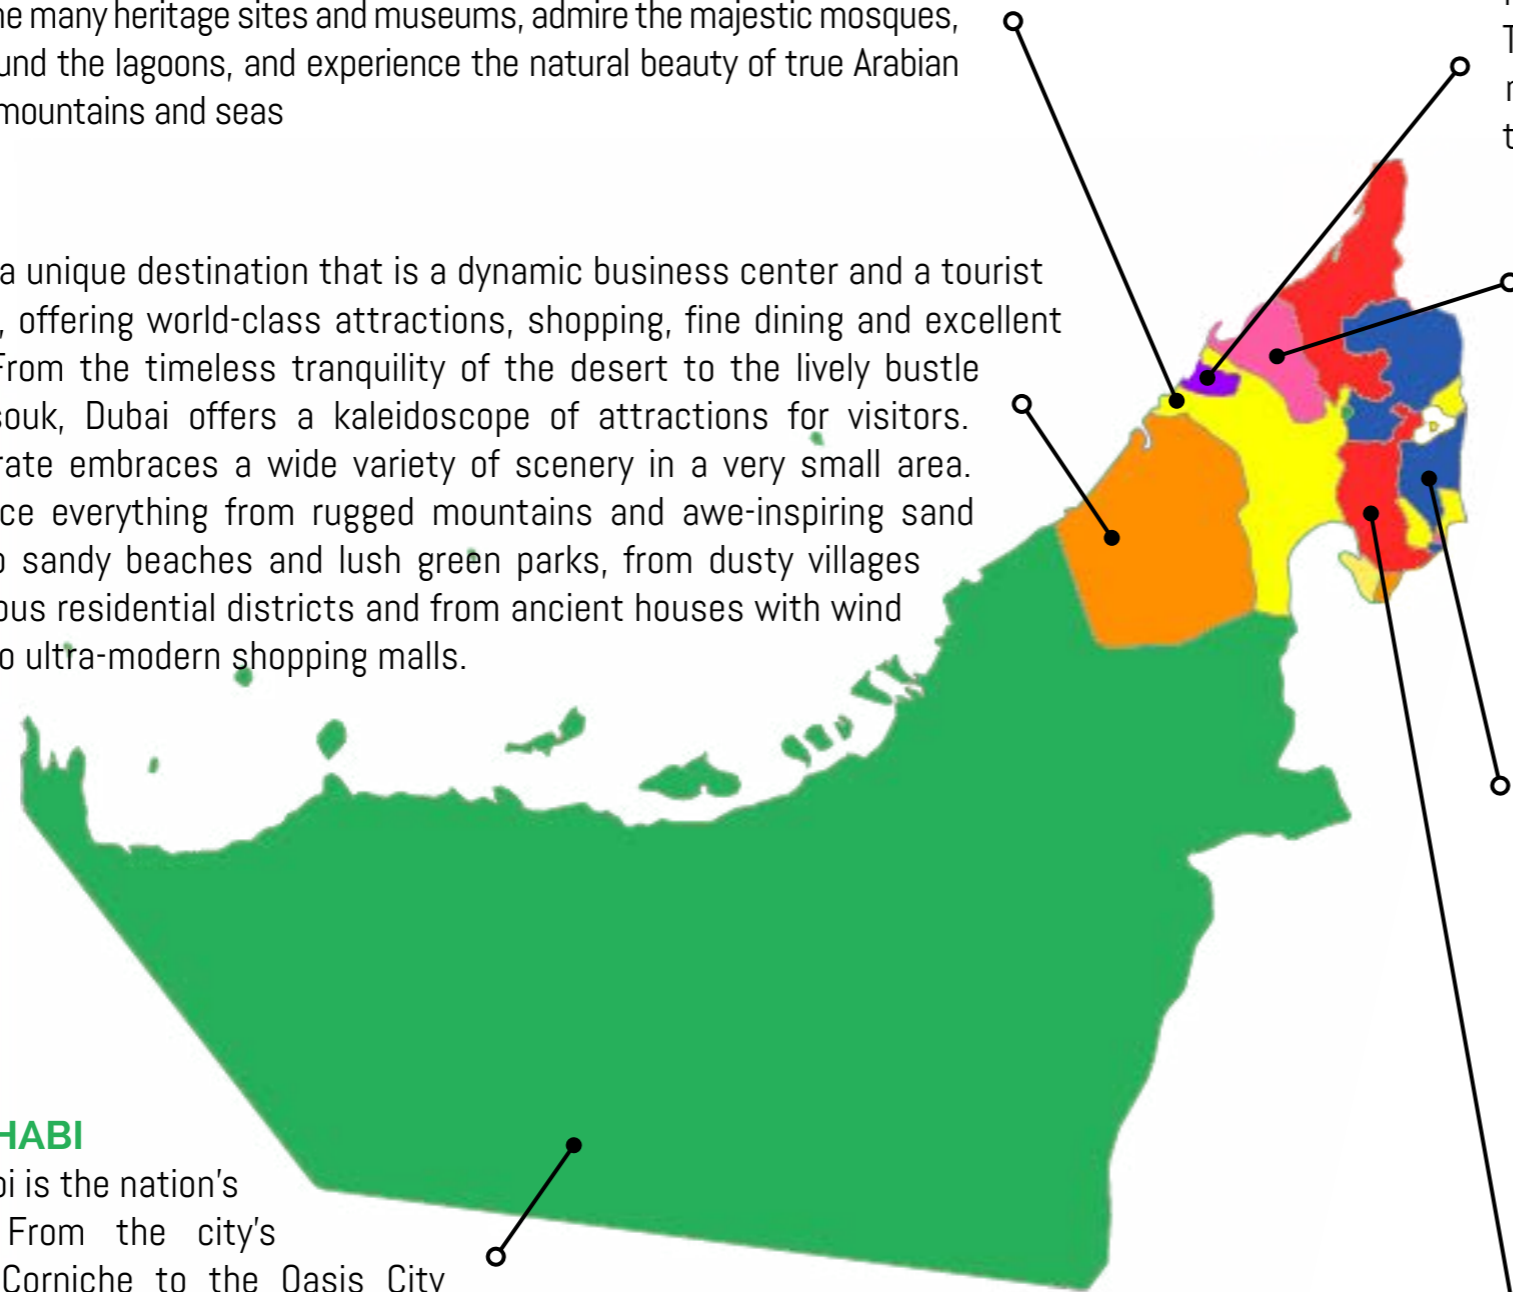 he many heritage sites and museums, admire the majestic mosques,
und the lagoons, and experience the natural beauty of true Arabian
mountains and seas
a unique destination that is a dynamic business center and a tourist
, offering world-class attractions, shopping, fine dining and excellent
From the timeless tranquility of the desert to the lively bustle
souk, Dubai offers a kaleidoscope of attractions for visitors.
rate embraces a wide variety of scenery in a very small area.
ce everything from rugged mountains and awe-inspiring sand
o sandy beaches and lush green parks, from dusty villages
ous residential districts and from ancient houses with wind
o ultra-modern shopping malls.
HABI
bi is the nation's
From the city's
Corniche to the Oasis City